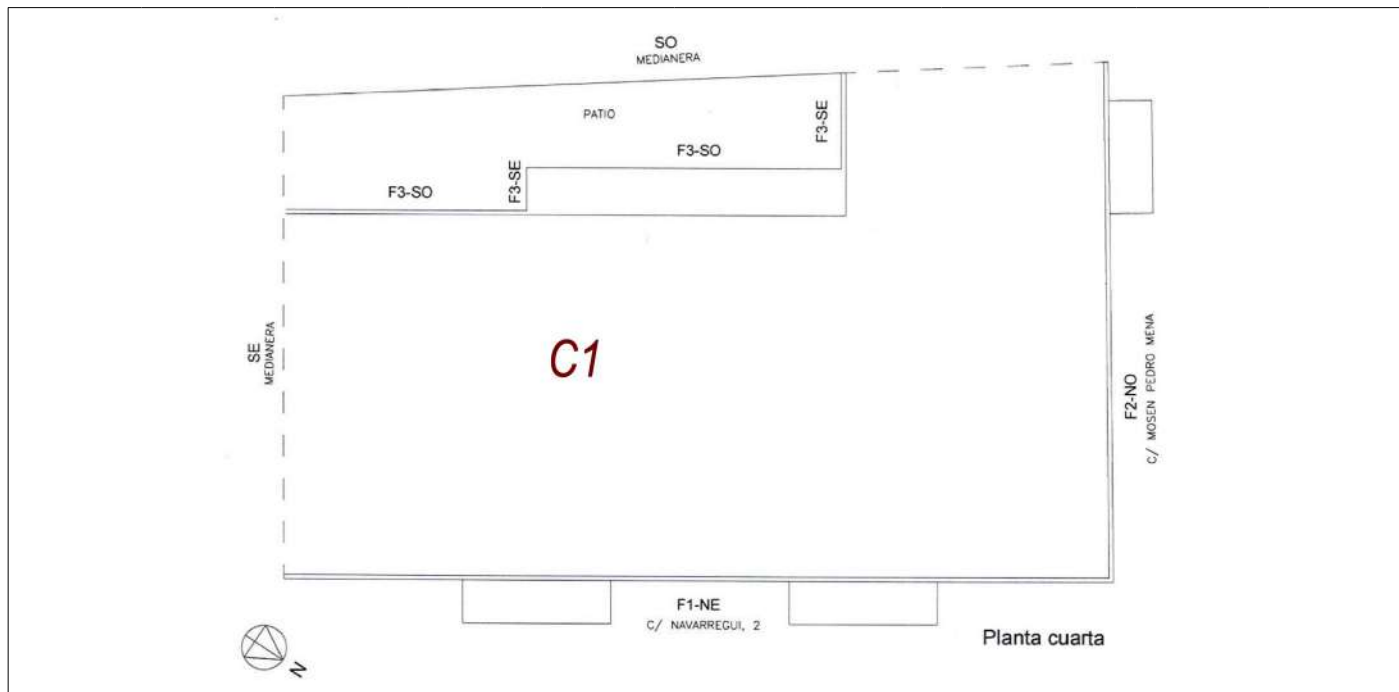 SO
MEDIANERA
PATIO
F3-SE
F3-SO
F3-SE
F3-SO
SE
MEDIANERA
C1
F2-NO
C/ MOSEN PEDRO MENA
F1-NE
C/ NAVARREGUI, 2
Planta cuarta
N